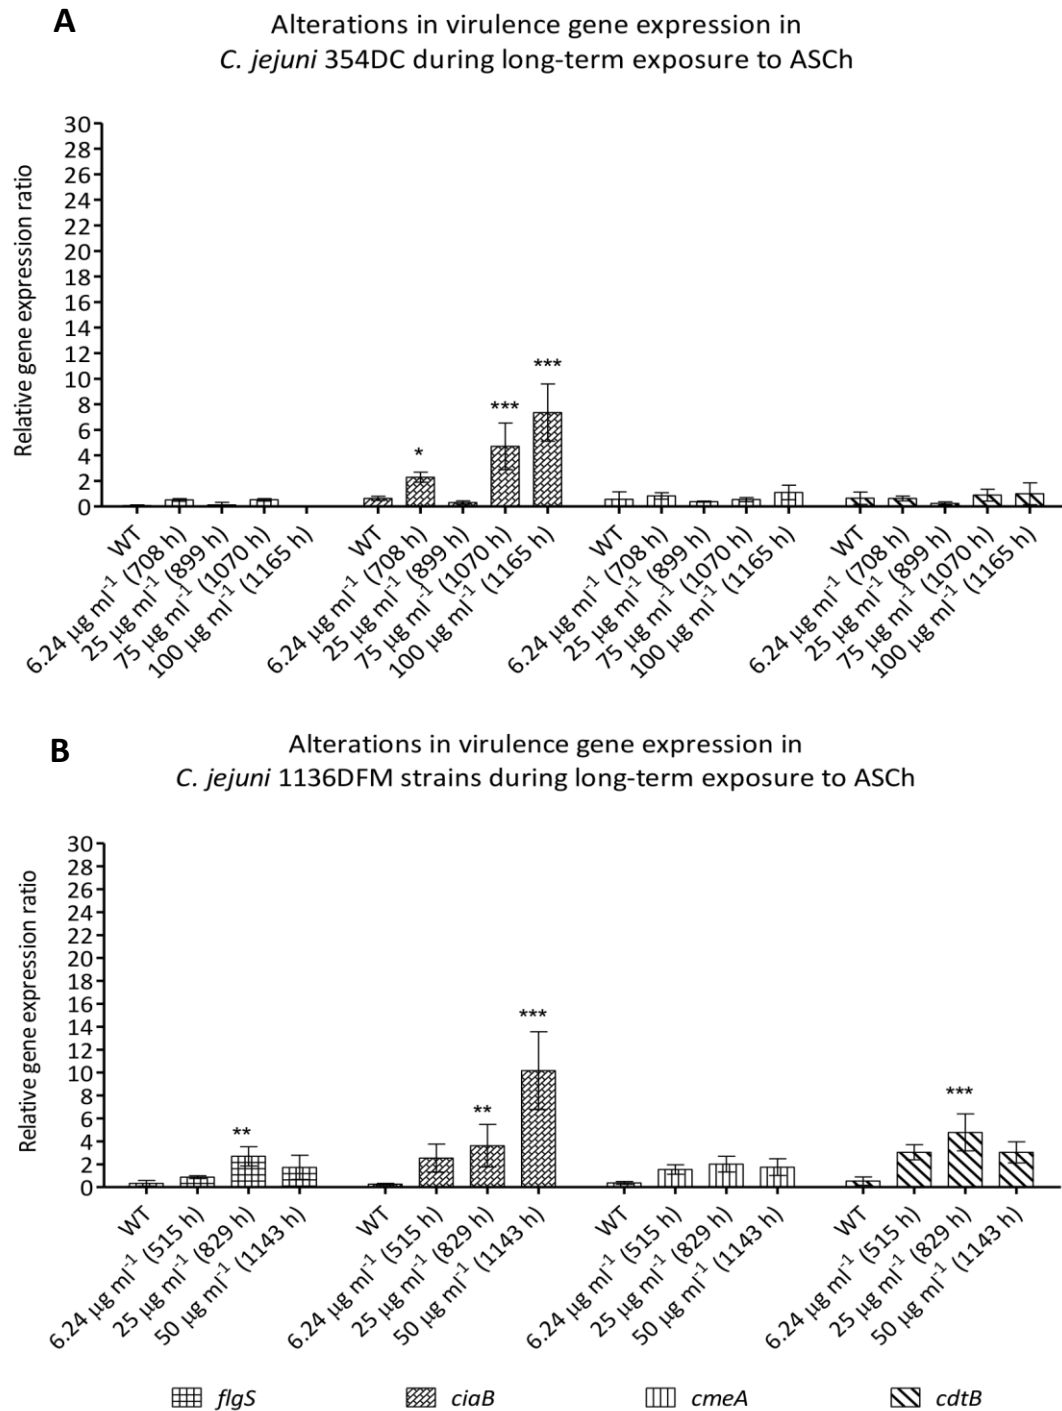 A
Alterations in virulence gene expression in
C. jejuni 354DC during long-term exposure to ASCh
Relative gene expression ratio
30
28
26
24
22
20
18
16
14
12
10
8
6
4
2
0
*
***
***
WT
6.24 µg ml⁻¹ (708 h)
25 µg ml⁻¹ (899 h)
75 µg ml⁻¹ (1070 h)
100 µg ml⁻¹ (1165 h)
WT
6.24 µg ml⁻¹ (708 h)
25 µg ml⁻¹ (899 h)
75 µg ml⁻¹ (1070 h)
100 µg ml⁻¹ (1165 h)
WT
6.24 µg ml⁻¹ (708 h)
25 µg ml⁻¹ (899 h)
75 µg ml⁻¹ (1070 h)
100 µg ml⁻¹ (1165 h)
WT
6.24 µg ml⁻¹ (708 h)
25 µg ml⁻¹ (899 h)
75 µg ml⁻¹ (1070 h)
100 µg ml⁻¹ (1165 h)
B
Alterations in virulence gene expression in
C. jejuni 1136DFM strains during long-term exposure to ASCh
Relative gene expression ratio
30
28
26
24
22
20
18
16
14
12
10
8
6
4
2
0
**
**
***
***
WT
6.24 µg ml⁻¹ (515 h)
25 µg ml⁻¹ (829 h)
50 µg ml⁻¹ (1143 h)
WT
6.24 µg ml⁻¹ (515 h)
25 µg ml⁻¹ (829 h)
50 µg ml⁻¹ (1143 h)
WT
6.24 µg ml⁻¹ (515 h)
25 µg ml⁻¹ (829 h)
50 µg ml⁻¹ (1143 h)
WT
6.24 µg ml⁻¹ (515 h)
25 µg ml⁻¹ (829 h)
50 µg ml⁻¹ (1143 h)
flgS
ciaB
cmeA
cdtB